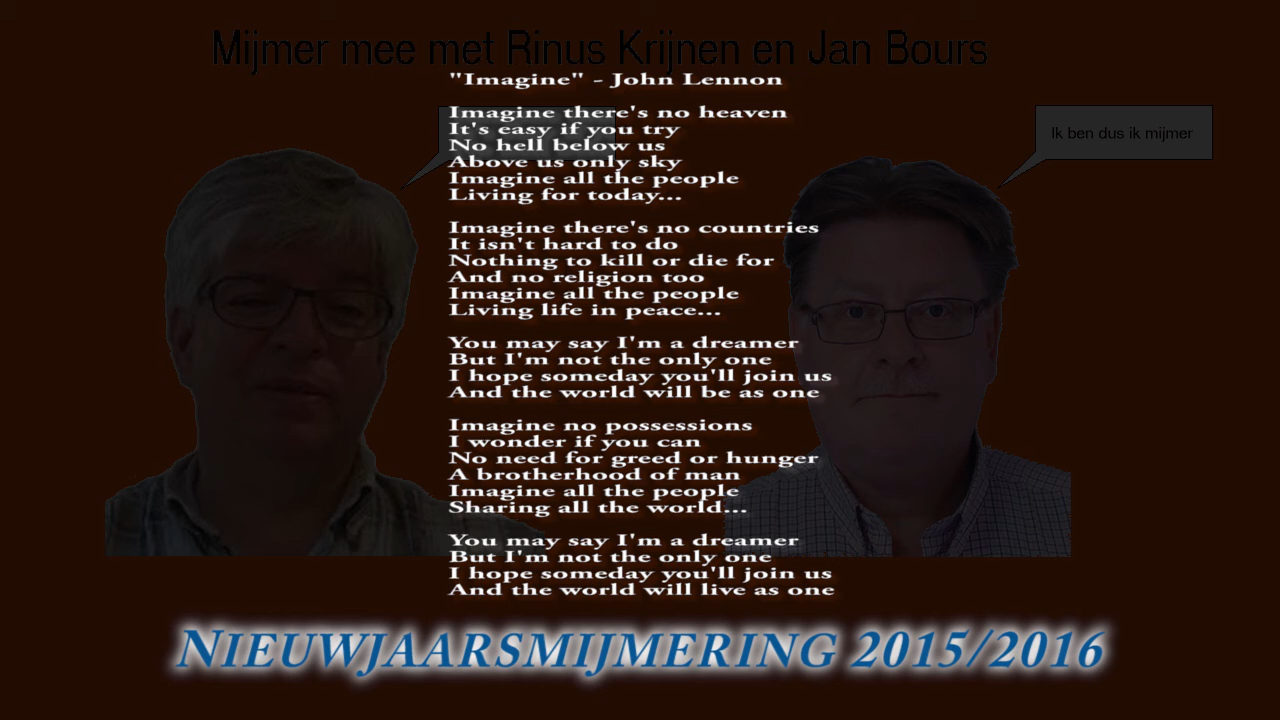 Mijmer mee met Rinus Krijnen en Jan Bours
"Imagine" - John Lennon
Imagine there's no heaven
It's easy if you try
No hell below us
Above us only sky
Imagine all the people
Living for today...
Imagine there's no countries
It isn't hard to do
Nothing to kill or die for
And no religion too
Imagine all the people
Living life in peace...
You may say I'm a dreamer
But I'm not the only one
I hope someday you'll join us
And the world will be as one
Imagine no possessions
I wonder if you can
No need for greed or hunger
A brotherhood of man
Imagine all the people
Sharing all the world...
You may say I'm a dreamer
But I'm not the only one
I hope someday you'll join us
And the world will live as one
Ik ben dus ik mijmer
NIEUWJAARSMIJMERING 2015/2016